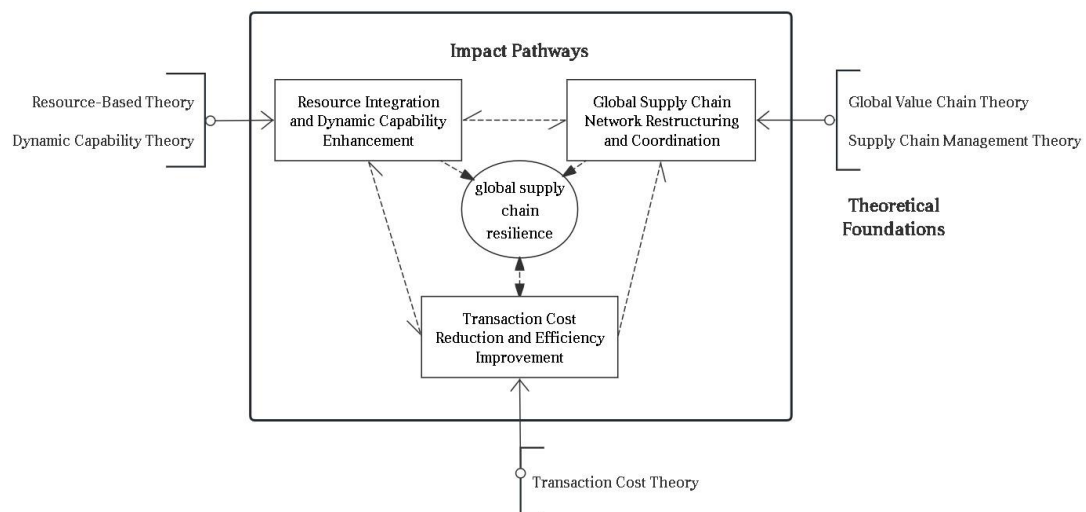 Impact Pathways
Resource-Based Theory
Dynamic Capability Theory
Resource Integration
and Dynamic Capability
Enhancement
Global Supply Chain
Network Restructuring
and Coordination
Global Value Chain Theory
Supply Chain Management Theory
Theoretical
Foundations
global supply
chain
resilience
Transaction Cost
Reduction and Efficiency
Improvement
Transaction Cost Theory